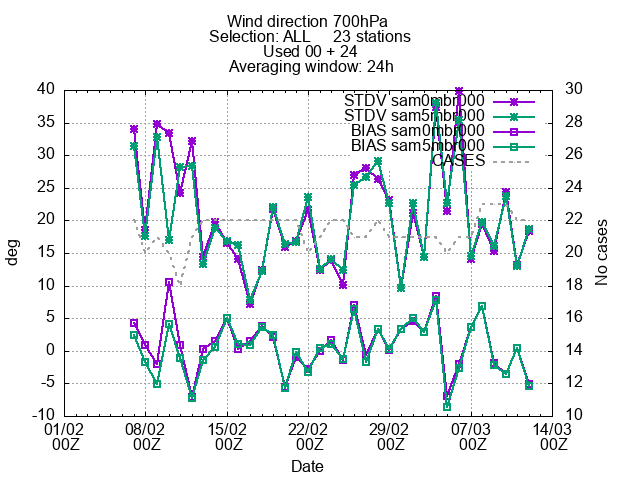 Wind direction 700hPa
Selection: ALL 23 stations
Used 00 + 24
Averaging window: 24h
STDV sam0mbr000
STDV sam5mbr000
BIAS sam0mbr000
BIAS sam5mbr000
CASES
40
35
30
25
20
15
10
5
0
-5
-10
deg
30
28
26
24
22
20
18
16
14
12
10
No cases
01/02 08/02 15/02 22/02 29/02 07/03 14/03
00Z 00Z 00Z 00Z 00Z 00Z 00Z
Date